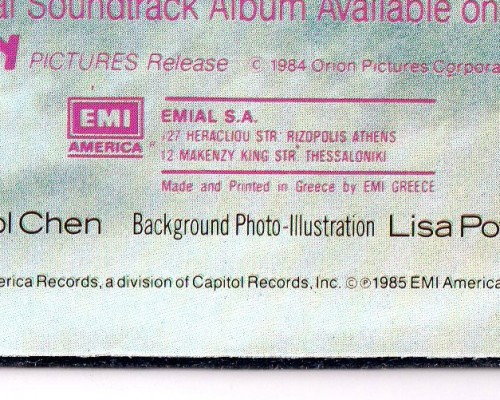 Soundtrack Album Available on
PICTURES Release © 1984 Orion Pictures Corpora
EMI
AMERICA
EMIAL S.A.
127 HERACLIOU STR. RIZOPOLIS ATHENS
12 MAKENZY KING STR. THESSALONIKI
Made and Printed in Greece by EMI GREECE
ol Chen Background Photo-Illustration Lisa Po
erica Records, a division of Capitol Records, Inc. © ℗ 1985 EMI America